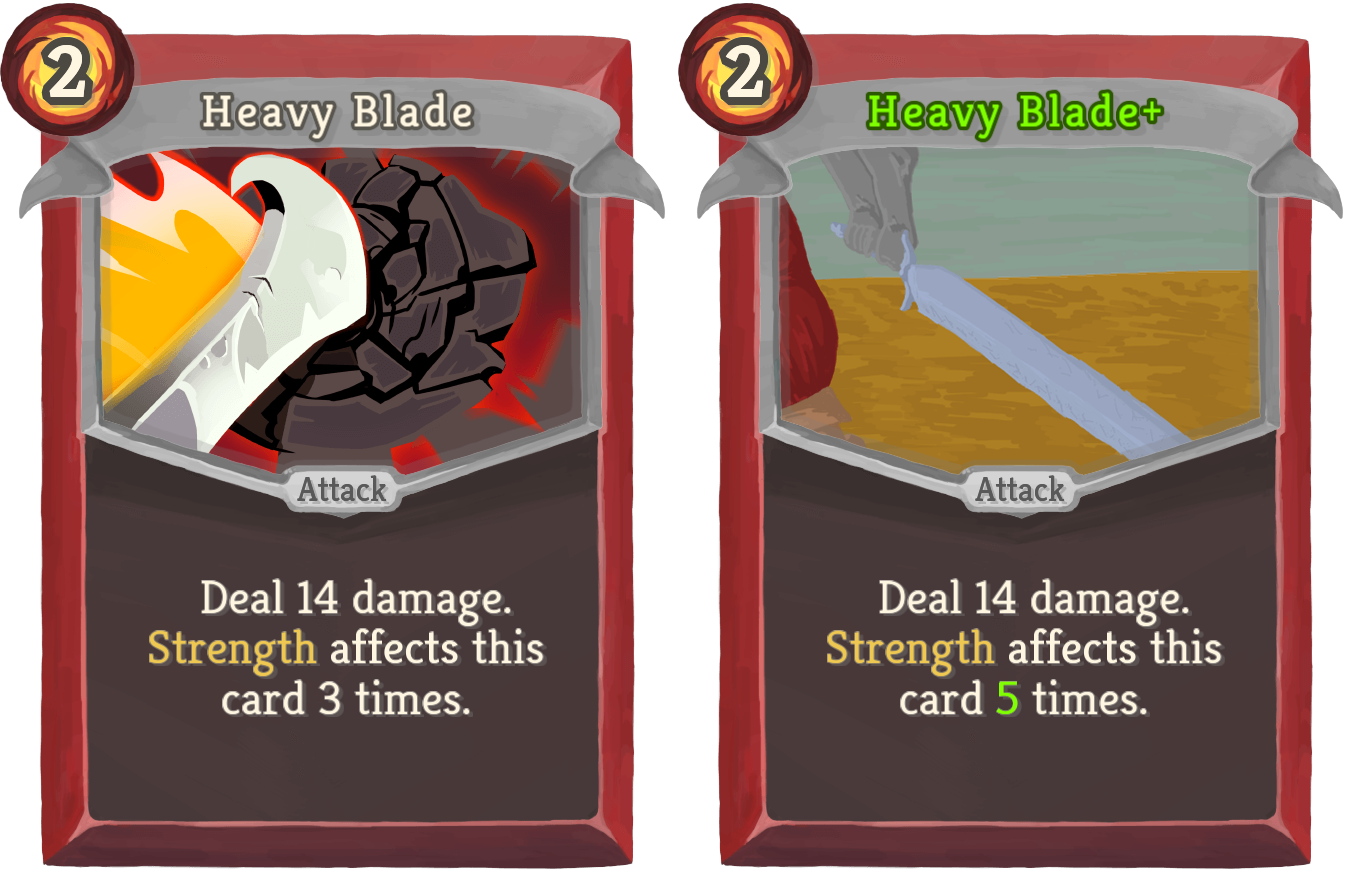 2
Heavy Blade
Attack
Deal 14 damage.
Strength affects this
card 3 times.
2
Heavy Blade+
Attack
Deal 14 damage.
Strength affects this
card 5 times.